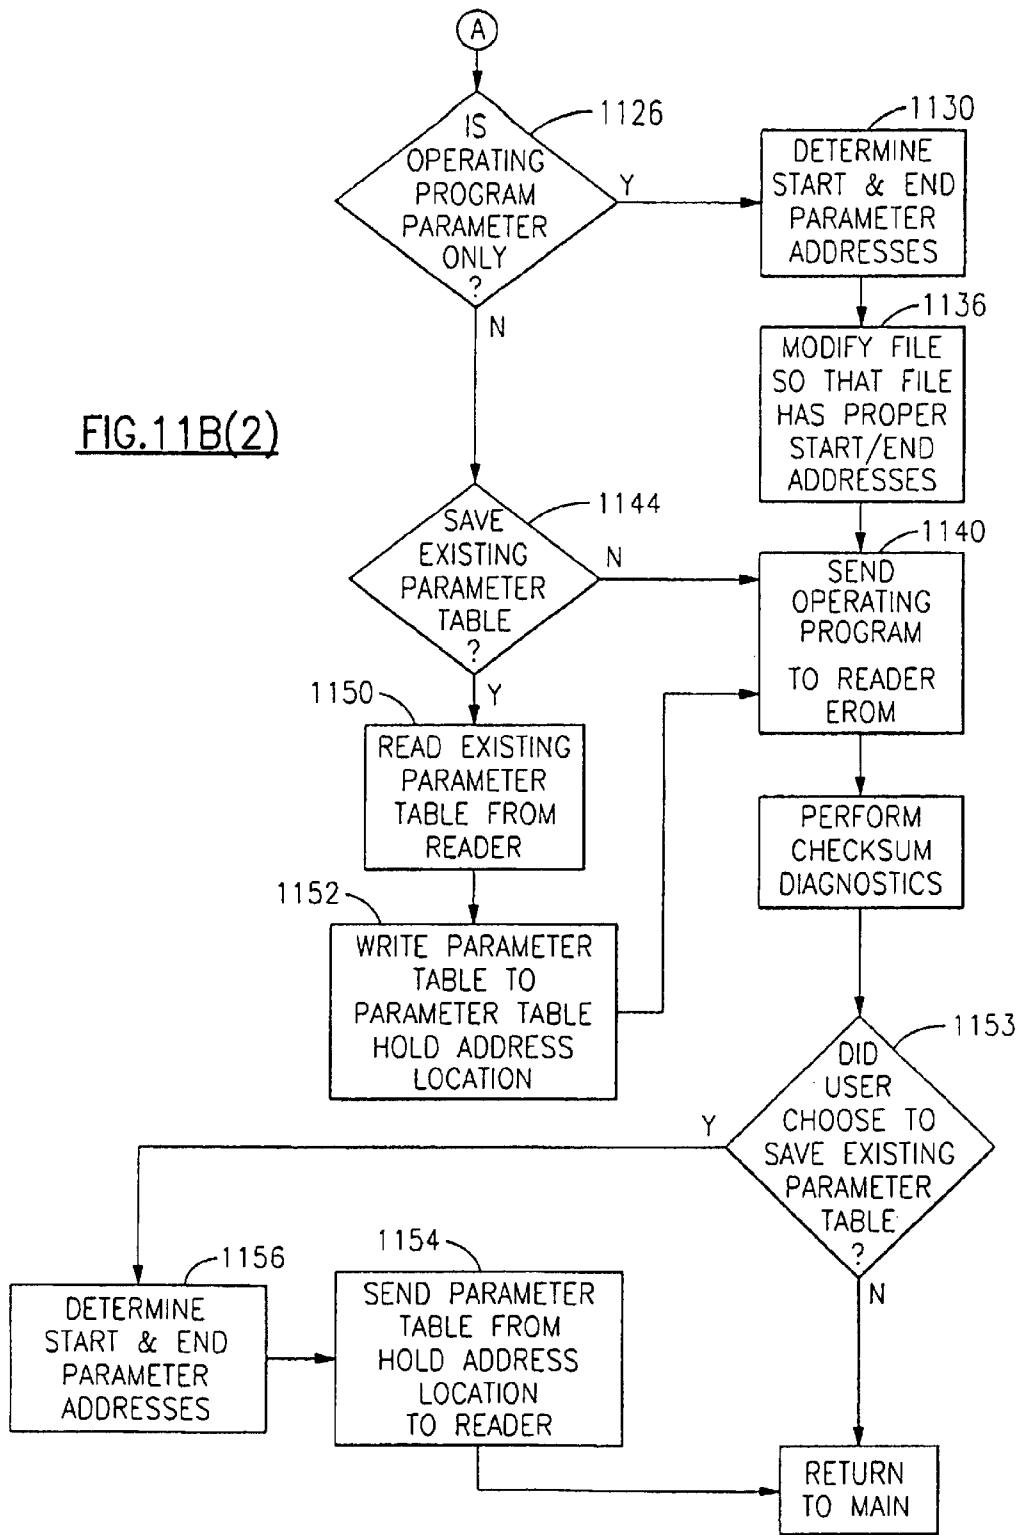 A
1126
IS
OPERATING
PROGRAM
PARAMETER
ONLY
?
Y
N
1130
DETERMINE
START & END
PARAMETER
ADDRESSES
1136
MODIFY FILE
SO THAT FILE
HAS PROPER
START/END
ADDRESSES
FIG.11B(2)
1144
SAVE
EXISTING
PARAMETER
TABLE
?
N
Y
1140
SEND
OPERATING
PROGRAM
TO READER
EROM
1150
READ EXISTING
PARAMETER
TABLE FROM
READER
PERFORM
CHECKSUM
DIAGNOSTICS
1152
WRITE PARAMETER
TABLE TO
PARAMETER TABLE
HOLD ADDRESS
LOCATION
1153
DID
USER
CHOOSE TO
SAVE EXISTING
PARAMETER
TABLE
?
Y
N
1156
DETERMINE
START & END
PARAMETER
ADDRESSES
1154
SEND PARAMETER
TABLE FROM
HOLD ADDRESS
LOCATION
TO READER
RETURN
TO MAIN